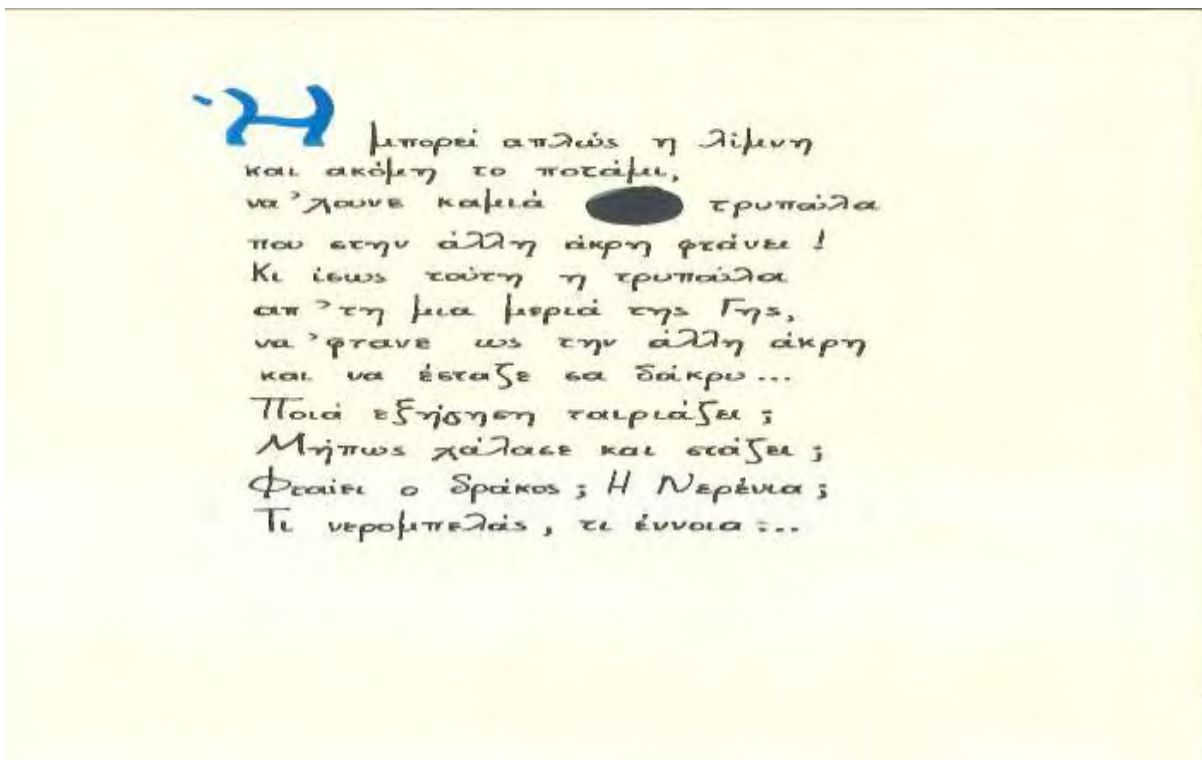 Ή μπορεί απλώς η λίμνη
και ακόμη το ποτάμι,
να 'χουνε καμιά τρυπούλα
που στην άλλη άκρη φτάνει !
Κι ίσως τούτη η τρυπούλα
απ 'τη μια μεριά της Γης,
να 'φτανε ως την άλλη άκρη
και να έσταζε σα δάκρυ...
Ποιά εξήγηση ταιριάζει ;
Μήπως χάλασε και στάζει ;
Φταίει ο δράκος ; Η Νερένια ;
Τι νερομπελάς, τι έννοια :...